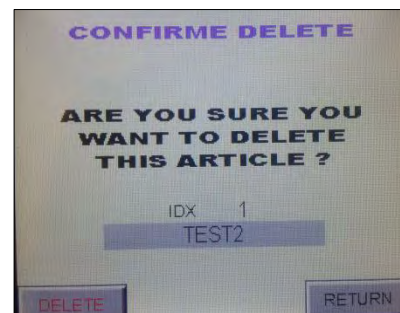 CONFIRME DELETE
ARE YOU SURE YOU
WANT TO DELETE
THIS ARTICLE ?
IDX 1
TEST2
DELETE RETURN